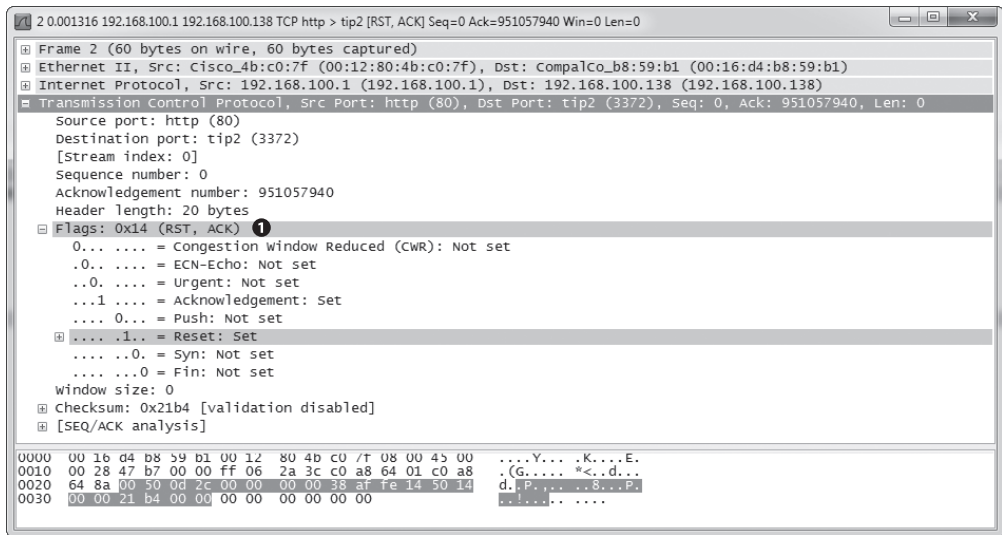 2 0.001316 192.168.100.1 192.168.100.138 TCP http > tip2 [RST, ACK] Seq=0 Ack=951057940 Win=0 Len=0
Frame 2 (60 bytes on wire, 60 bytes captured)
Ethernet II, Src: Cisco_4b:c0:7f (00:12:80:4b:c0:7f), Dst: CompalCo_b8:59:b1 (00:16:d4:b8:59:b1)
Internet Protocol, Src: 192.168.100.1 (192.168.100.1), Dst: 192.168.100.138 (192.168.100.138)
Transmission Control Protocol, Src Port: http (80), Dst Port: tip2 (3372), Seq: 0, Ack: 951057940, Len: 0
Source port: http (80)
Destination port: tip2 (3372)
[Stream index: 0]
Sequence number: 0
Acknowledgement number: 951057940
Header length: 20 bytes
Flags: 0x14 (RST, ACK) ❶
0... .... = Congestion Window Reduced (CWR): Not set
.0.. .... = ECN-Echo: Not set
..0. .... = Urgent: Not set
...1 .... = Acknowledgement: Set
.... 0... = Push: Not set
.... .1.. = Reset: Set
.... ..0. = Syn: Not set
.... ...0 = Fin: Not set
Window size: 0
Checksum: 0x21b4 [validation disabled]
[SEQ/ACK analysis]
0000 00 16 d4 b8 59 b1 00 12 80 4b c0 7f 08 00 45 00 ....Y... .K....E.
0010 00 28 47 b7 00 00 ff 06 2a 3c c0 a8 64 01 c0 a8 .(G..... *<..d...
0020 64 8a 00 50 0d 2c 00 00 00 00 38 af fe 14 50 14 d..P.,.. ..8...P.
0030 00 00 21 b4 00 00 00 00 00 00 00 00 ..!..... ....